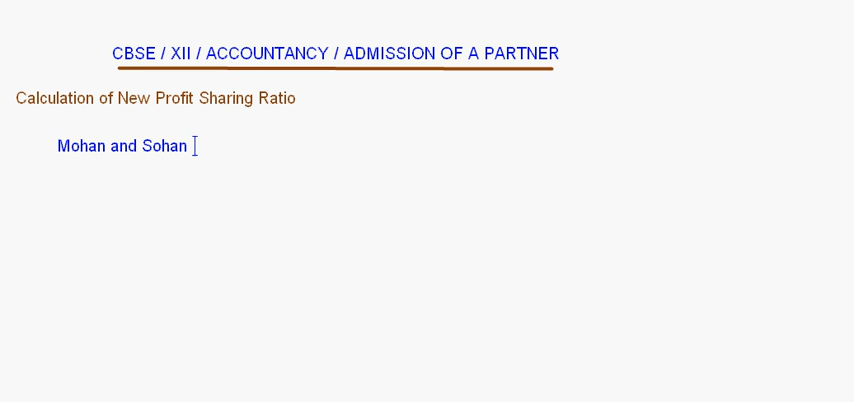 CBSE / XII / ACCOUNTANCY / ADMISSION OF A PARTNER
Calculation of New Profit Sharing Ratio
Mohan and Sohan